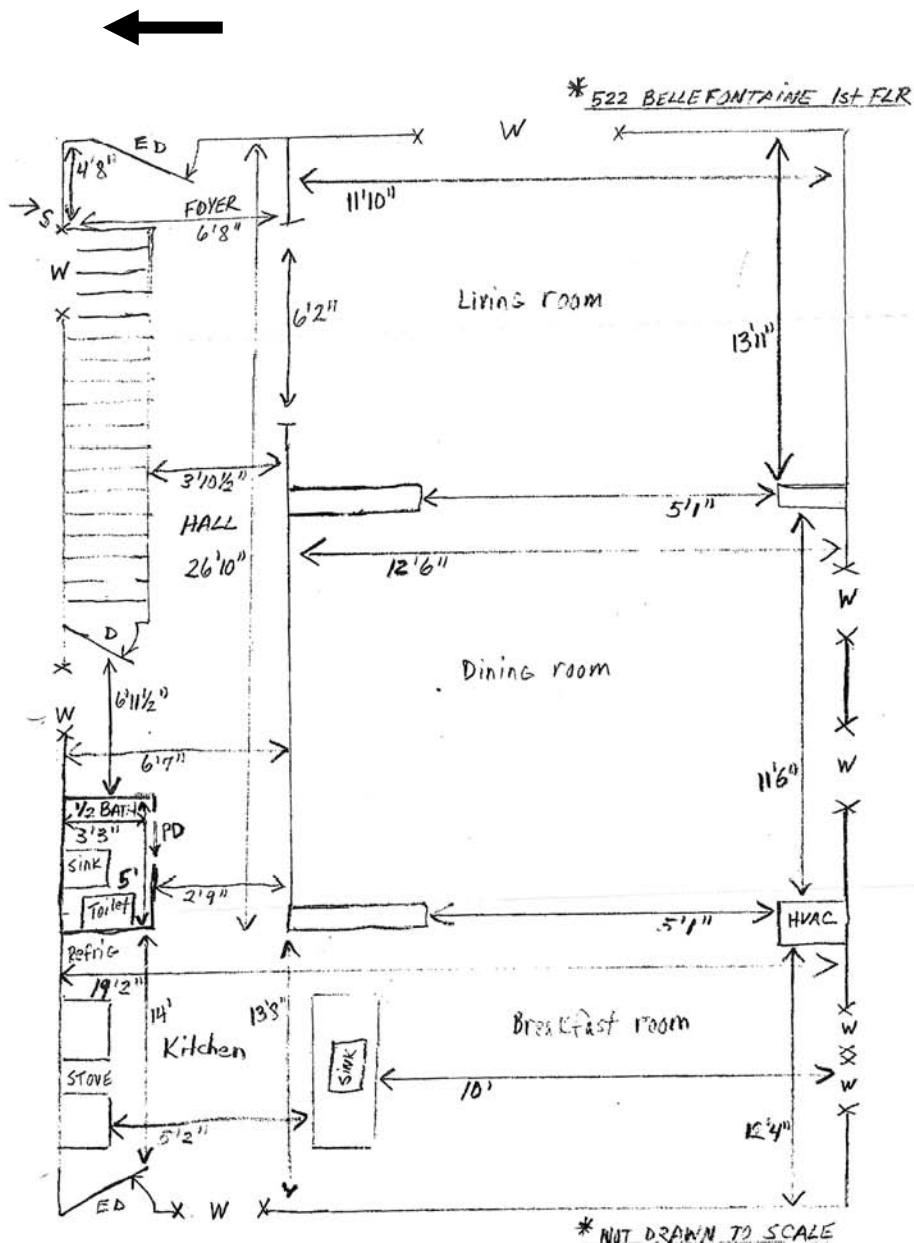 * 522 BELLEFONTAINE 1st FLR
ED
W
4'8"
11'10"
FOYER
6'8"
S
W
6'2"
Living room
13'11"
3'10½"
5'1"
HALL
12'6"
26'10"
W
D
Dining room
6'11½"
W
6'7"
W
11'6"
½ BATH
3'3"
PD
Sink
5'
2'9"
Toilet
5'1"
HVAC
Refrig
19'2"
14'
13'8"
Breakfast room
W
Kitchen
SINK
STOVE
10'
W
5'2"
12'4"
ED
W
* NOT DRAWN TO SCALE